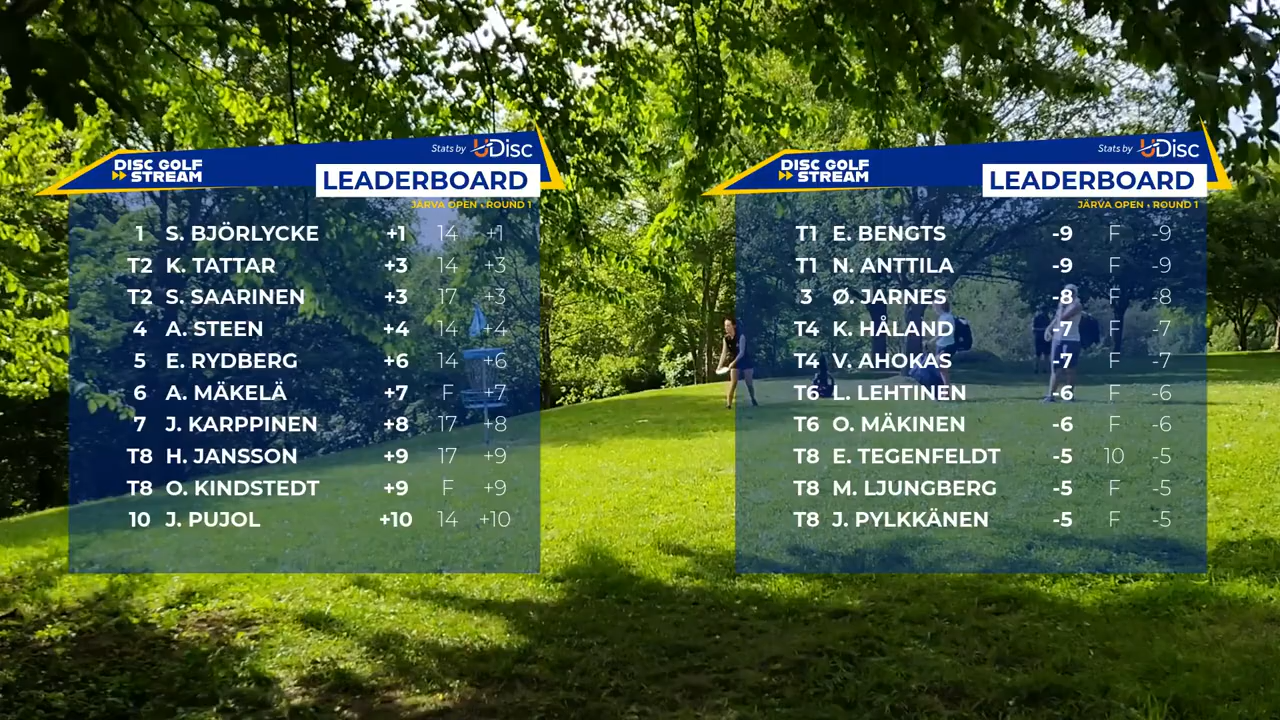 DISC GOLF STREAM
Stats by UDisc
LEADERBOARD
JÄRVA OPEN • ROUND 1
1 S. BJÖRLYCKE +1 14 +1
T2 K. TATTAR +3 14 +3
T2 S. SAARINEN +3 17 +3
4 A. STEEN +4 14 +4
5 E. RYDBERG +6 14 +6
6 A. MÄKELÄ +7 F +7
7 J. KARPPINEN +8 17 +8
T8 H. JANSSON +9 17 +9
T8 O. KINDSTEDT +9 F +9
10 J. PUJOL +10 14 +10
DISC GOLF STREAM
Stats by UDisc
LEADERBOARD
JÄRVA OPEN • ROUND 1
T1 E. BENGTS -9 F -9
T1 N. ANTTILA -9 F -9
3 Ø. JARNES -8 F -8
T4 K. HÅLAND -7 F -7
T4 V. AHOKAS -7 F -7
T6 L. LEHTINEN -6 F -6
T6 O. MÄKINEN -6 F -6
T8 E. TEGENFELDT -5 10 -5
T8 M. LJUNGBERG -5 F -5
T8 J. PYLKKÄNEN -5 F -5